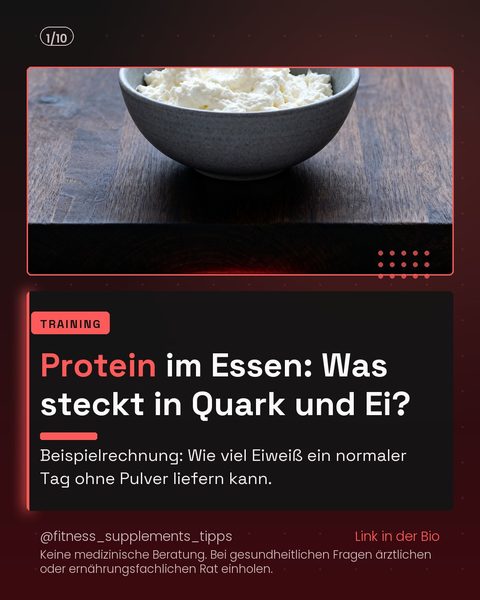 1/10
TRAINING
Protein im Essen: Was
steckt in Quark und Ei?
Beispielrechnung: Wie viel Eiweiß ein normaler
Tag ohne Pulver liefern kann.
@fitness_supplements_tipps
Link in der Bio
Keine medizinische Beratung. Bei gesundheitlichen Fragen ärztlichen
oder ernährungsfachlichen Rat einholen.